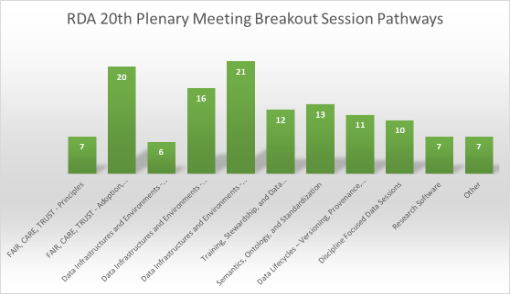 RDA 20th Plenary Meeting Breakout Session Pathways
7
20
6
16
21
12
13
11
10
7
7
FAIR, CARE, TRUST - Principles
FAIR, CARE, TRUST - Adoption,...
Data Infrastructures and Environments -...
Data Infrastructures and Environments -...
Data Infrastructures and Environments -...
Training, Stewardship, and Data...
Semantics, Ontology, and Standardization
Data Lifecycles – Versioning, Provenance,...
Discipline Focused Data Sessions
Research Software
Other